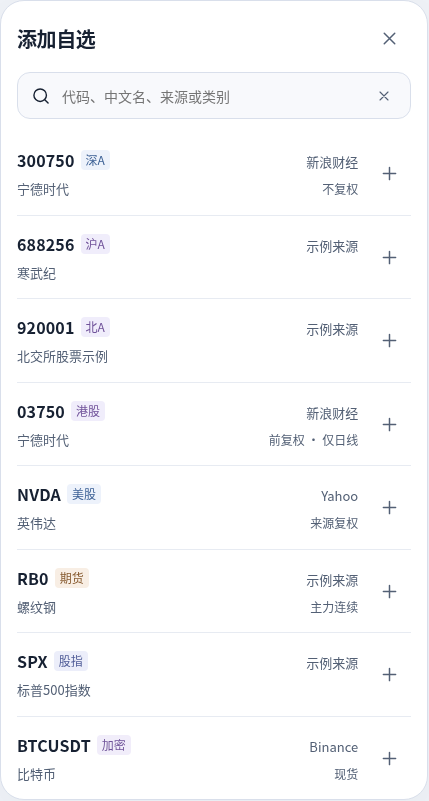 添加自选
代码、中文名、来源或类别
300750 深A 新浪财经
宁德时代 不复权
688256 沪A 示例来源
寒武纪
920001 北A 示例来源
北交所股票示例
03750 港股 新浪财经
宁德时代 前复权 · 仅日线
NVDA 美股 Yahoo
英伟达 来源复权
RB0 期货 示例来源
螺纹钢 主力连续
SPX 股指 示例来源
标普500指数
BTCUSDT 加密 Binance
比特币 现货